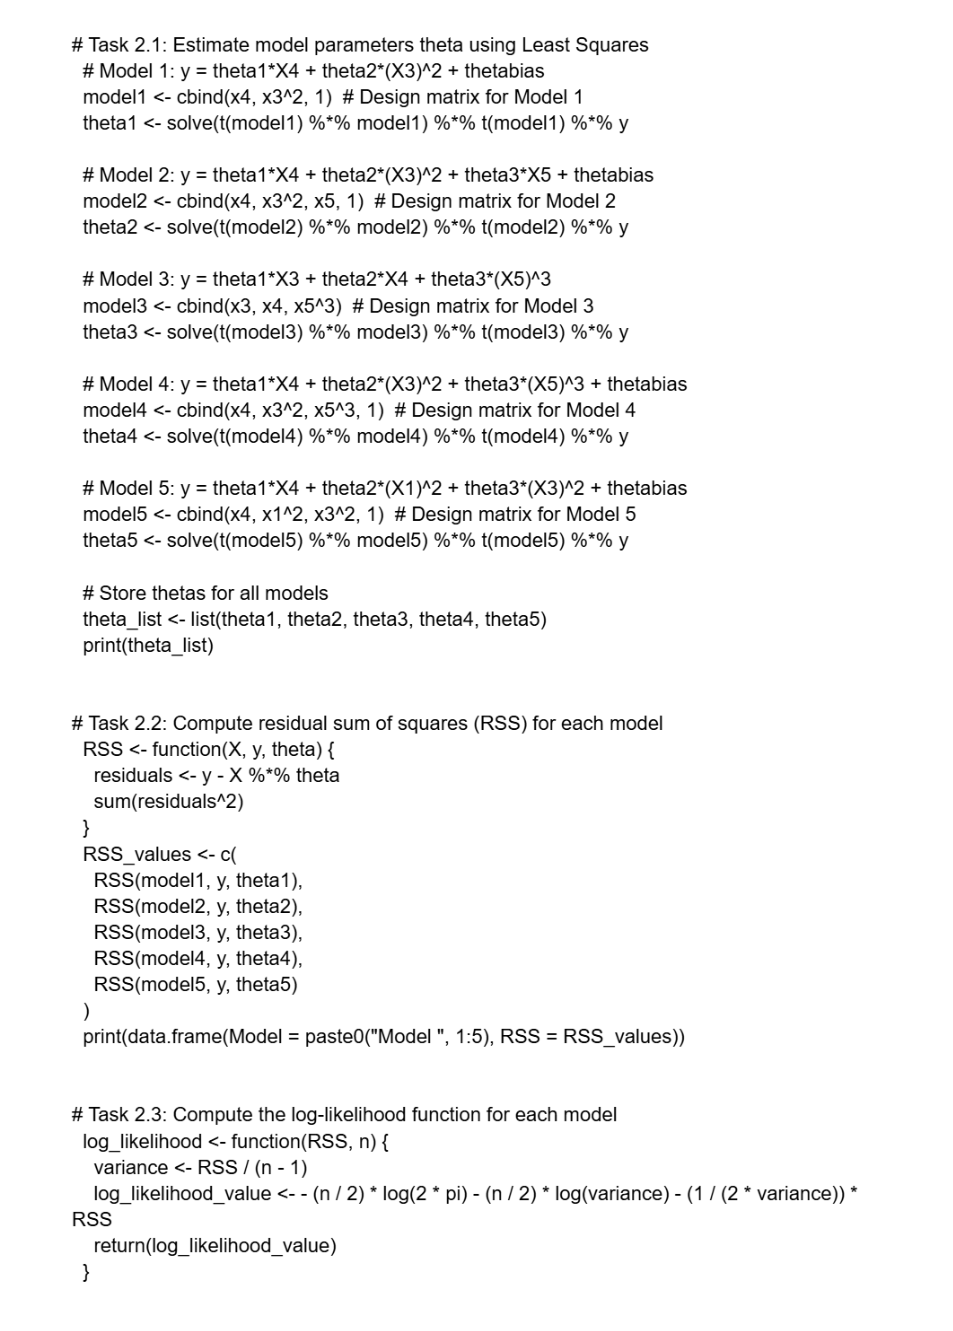 # Task 2.1: Estimate model parameters theta using Least Squares
# Model 1: y = theta1*X4 + theta2*(X3)^2 + thetabias
model1 <- cbind(x4, x3^2, 1)  # Design matrix for Model 1
theta1 <- solve(t(model1) %*% model1) %*% t(model1) %*% y
# Model 2: y = theta1*X4 + theta2*(X3)^2 + theta3*X5 + thetabias
model2 <- cbind(x4, x3^2, x5, 1)  # Design matrix for Model 2
theta2 <- solve(t(model2) %*% model2) %*% t(model2) %*% y
# Model 3: y = theta1*X3 + theta2*X4 + theta3*(X5)^3
model3 <- cbind(x3, x4, x5^3)  # Design matrix for Model 3
theta3 <- solve(t(model3) %*% model3) %*% t(model3) %*% y
# Model 4: y = theta1*X4 + theta2*(X3)^2 + theta3*(X5)^3 + thetabias
model4 <- cbind(x4, x3^2, x5^3, 1)  # Design matrix for Model 4
theta4 <- solve(t(model4) %*% model4) %*% t(model4) %*% y
# Model 5: y = theta1*X4 + theta2*(X1)^2 + theta3*(X3)^2 + thetabias
model5 <- cbind(x4, x1^2, x3^2, 1)  # Design matrix for Model 5
theta5 <- solve(t(model5) %*% model5) %*% t(model5) %*% y
# Store thetas for all models
theta_list <- list(theta1, theta2, theta3, theta4, theta5)
print(theta_list)
# Task 2.2: Compute residual sum of squares (RSS) for each model
RSS <- function(X, y, theta) {
residuals <- y - X %*% theta
sum(residuals^2)
}
RSS_values <- c(
RSS(model1, y, theta1),
RSS(model2, y, theta2),
RSS(model3, y, theta3),
RSS(model4, y, theta4),
RSS(model5, y, theta5)
)
print(data.frame(Model = paste0("Model ", 1:5), RSS = RSS_values))
# Task 2.3: Compute the log-likelihood function for each model
log_likelihood <- function(RSS, n) {
variance <- RSS / (n - 1)
log_likelihood_value <- - (n / 2) * log(2 * pi) - (n / 2) * log(variance) - (1 / (2 * variance)) *
RSS
return(log_likelihood_value)
}